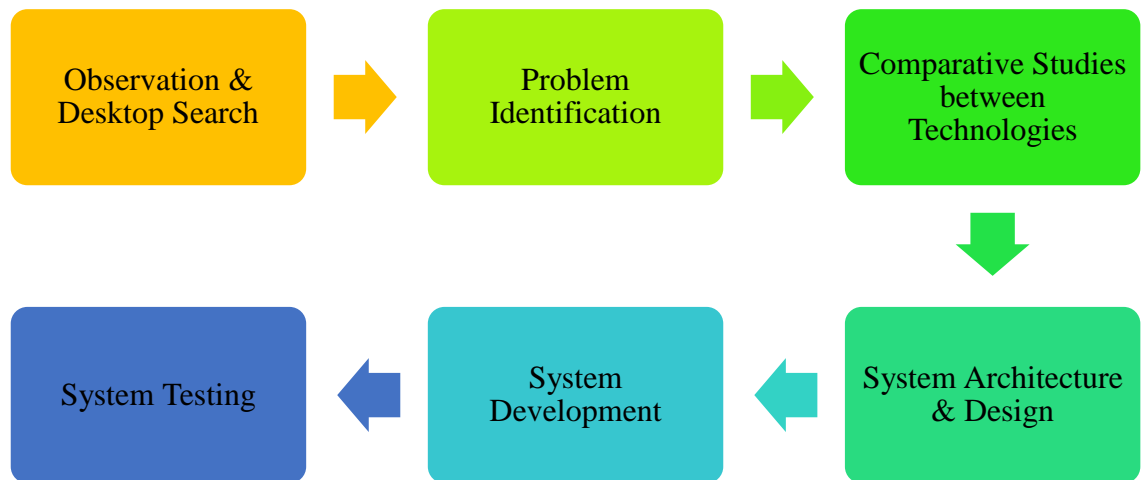 Observation &
Desktop Search
Problem
Identification
Comparative Studies
between
Technologies
System Architecture
& Design
System
Development
System Testing